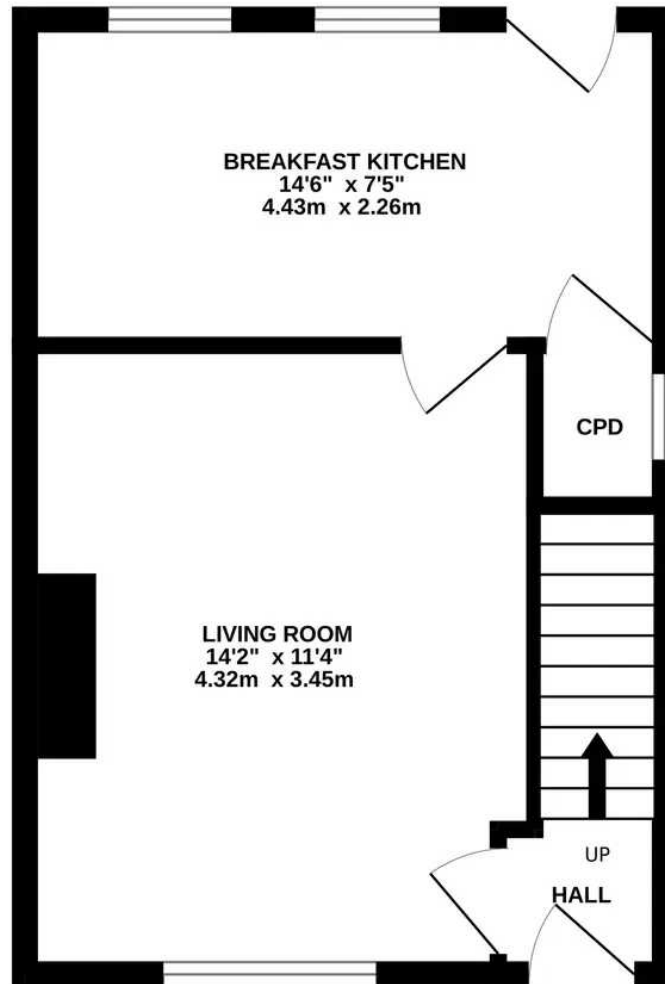 BREAKFAST KITCHEN
14'6" x 7'5"
4.43m x 2.26m
CPD
LIVING ROOM
14'2" x 11'4"
4.32m x 3.45m
UP
HALL